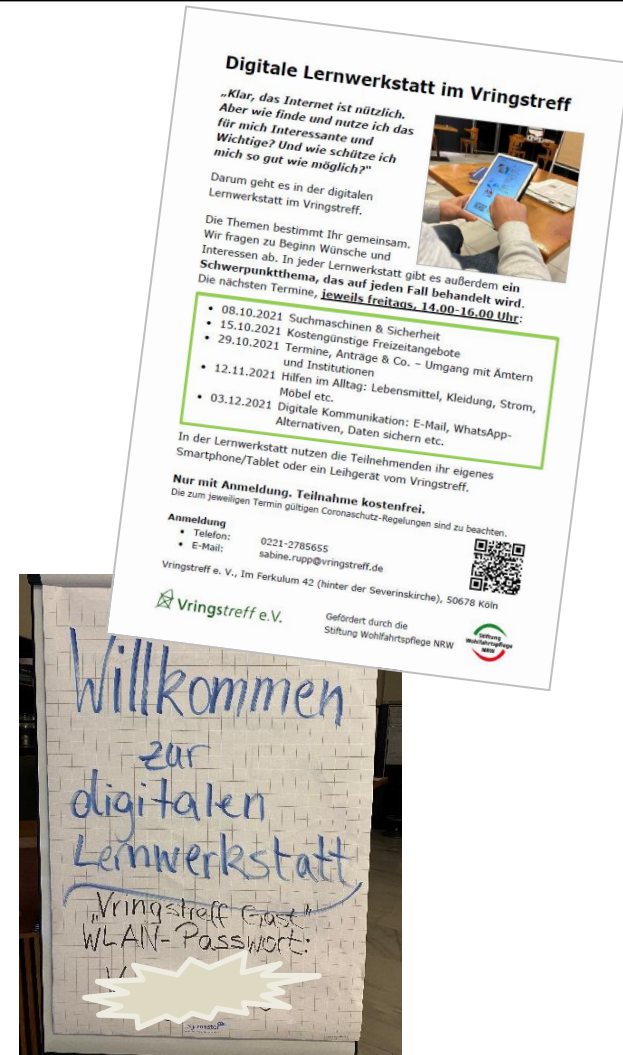 Digitale Lernwerkstatt im Vringstreff
„Klar, das Internet ist nützlich.
Aber wie finde und nutze ich das
für mich Interessante und
Wichtige? Und wie schütze ich
mich so gut wie möglich?"
Darum geht es in der digitalen
Lernwerkstatt im Vringstreff.
Die Themen bestimmt Ihr gemeinsam.
Wir fragen zu Beginn Wünsche und
Interessen ab. In jeder Lernwerkstatt gibt es außerdem ein
Schwerpunktthema, das auf jeden Fall behandelt wird.
Die nächsten Termine, jeweils freitags, 14.00-16.00 Uhr:
• 08.10.2021 Suchmaschinen & Sicherheit
• 15.10.2021 Kostengünstige Freizeitangebote
• 29.10.2021 Termine, Anträge & Co. – Umgang mit Ämtern
und Institutionen
• 12.11.2021 Hilfen im Alltag: Lebensmittel, Kleidung, Strom,
Möbel etc.
• 03.12.2021 Digitale Kommunikation: E-Mail, WhatsApp-
Alternativen, Daten sichern etc.
In der Lernwerkstatt nutzen die Teilnehmenden ihr eigenes
Smartphone/Tablet oder ein Leihgerät vom Vringstreff.
Nur mit Anmeldung. Teilnahme kostenfrei.
Die zum jeweiligen Termin gültigen Coronaschutz-Regelungen sind zu beachten.
Anmeldung
• Telefon: 0221-2785655
• E-Mail: sabine.rupp@vringstreff.de
Vringstreff e. V., Im Ferkulum 42 (hinter der Severinskirche), 50678 Köln
Vringstreff e.V.
Gefördert durch die
Stiftung Wohlfahrtspflege NRW
Stiftung
Wohlfahrtspflege
NRW
Willkommen
zur
digitalen
Lernwerkstatt
„Vringstreff Gast"
WLAN-Passwort: